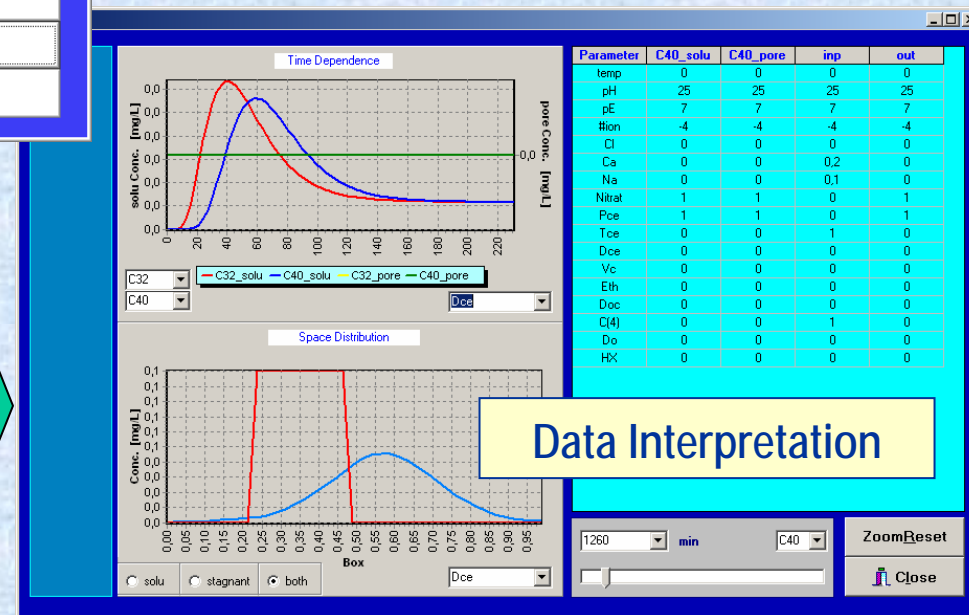 Time Dependence
solu Conc. [mg/L]
0,0
0,0
0,0
0,0
0,0
0,0
0,0
0,0
pore Conc. [mg/L]
0 20 40 60 80 100 120 140 160 180 200 220
C32_solu C40_solu C32_pore C40_pore
C32
C40
Dce
Space Distribution
Conc. [mg/L]
0,1
0,1
0,1
0,1
0,1
0,1
0,0
0,0
0,0
0,0
0,0
0,00 0,05 0,10 0,15 0,20 0,25 0,30 0,35 0,40 0,45 0,50 0,55 0,60 0,65 0,70 0,75 0,80 0,85 0,90 0,95
Box
solu stagnant both
Dce
Parameter C40_solu C40_pore inp out
temp 0 0 0 0
pH 25 25 25 25
pE 7 7 7 7
#ion -4 -4 -4 -4
Cl 0 0 0 0
Ca 0 0 0,2 0
Na 0 0 0,1 0
Nitrat 1 1 0 1
Pce 1 1 0 1
Tce 0 0 1 0
Dce 0 0 0 0
Vc 0 0 0 0
Eth 0 0 0 0
Doc 0 0 0 0
C(4) 0 0 1 0
Do 0 0 0 0
HX 0 0 0 0
Data Interpretation
1260 min C40
ZoomReset
Close